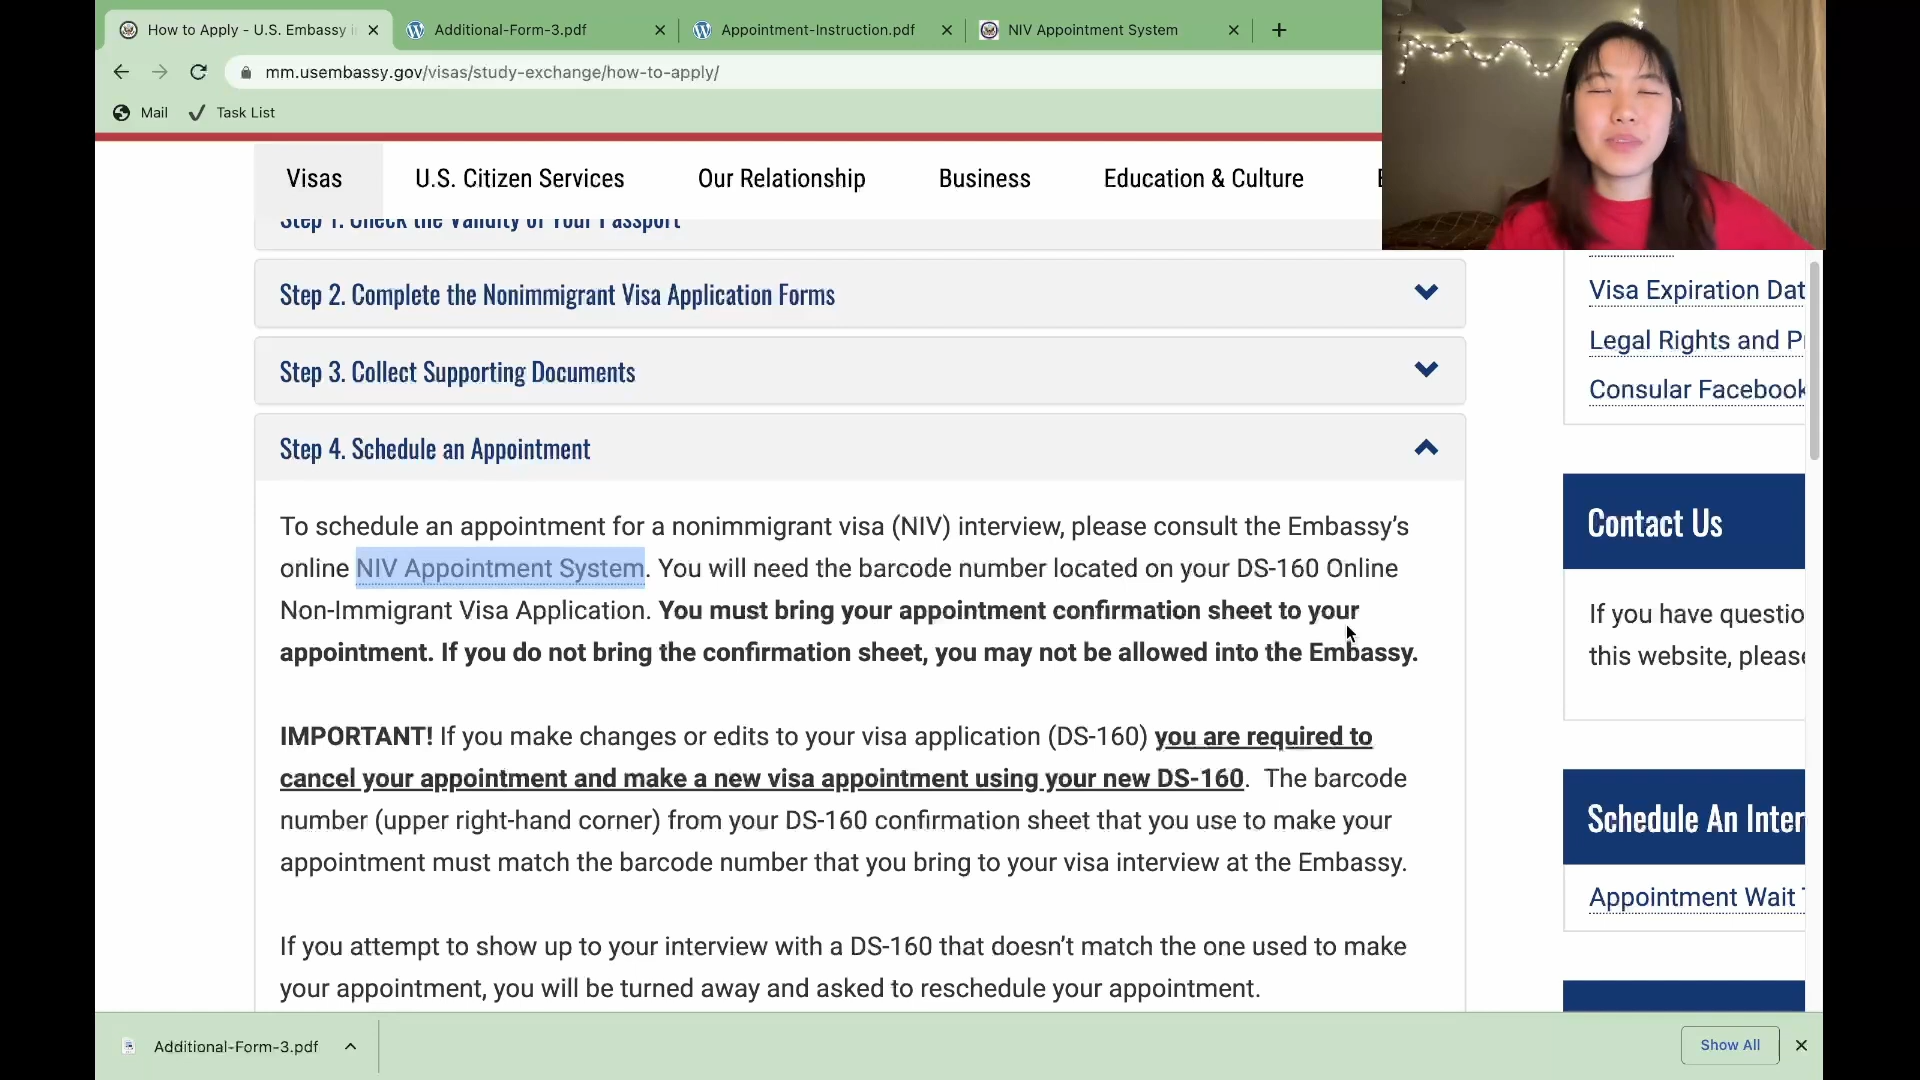 How to Apply - U.S. Embassy in
Additional-Form-3.pdf
Appointment-Instruction.pdf
NIV Appointment System
mm.usembassy.gov/visas/study-exchange/how-to-apply/
Mail
Task List
Visas
U.S. Citizen Services
Our Relationship
Business
Education & Culture
Step 1. Check the Validity of Your Passport
Step 2. Complete the Nonimmigrant Visa Application Forms
Step 3. Collect Supporting Documents
Step 4. Schedule an Appointment
To schedule an appointment for a nonimmigrant visa (NIV) interview, please consult the Embassy’s
online NIV Appointment System. You will need the barcode number located on your DS-160 Online
Non-Immigrant Visa Application. You must bring your appointment confirmation sheet to your
appointment. If you do not bring the confirmation sheet, you may not be allowed into the Embassy.
IMPORTANT! If you make changes or edits to your visa application (DS-160) you are required to
cancel your appointment and make a new visa appointment using your new DS-160. The barcode
number (upper right-hand corner) from your DS-160 confirmation sheet that you use to make your
appointment must match the barcode number that you bring to your visa interview at the Embassy.
If you attempt to show up to your interview with a DS-160 that doesn’t match the one used to make
your appointment, you will be turned away and asked to reschedule your appointment.
Visa Expiration Dat
Legal Rights and P
Consular Facebook
Contact Us
If you have questio
this website, please
Schedule An Inter
Appointment Wait T
Additional-Form-3.pdf
Show All